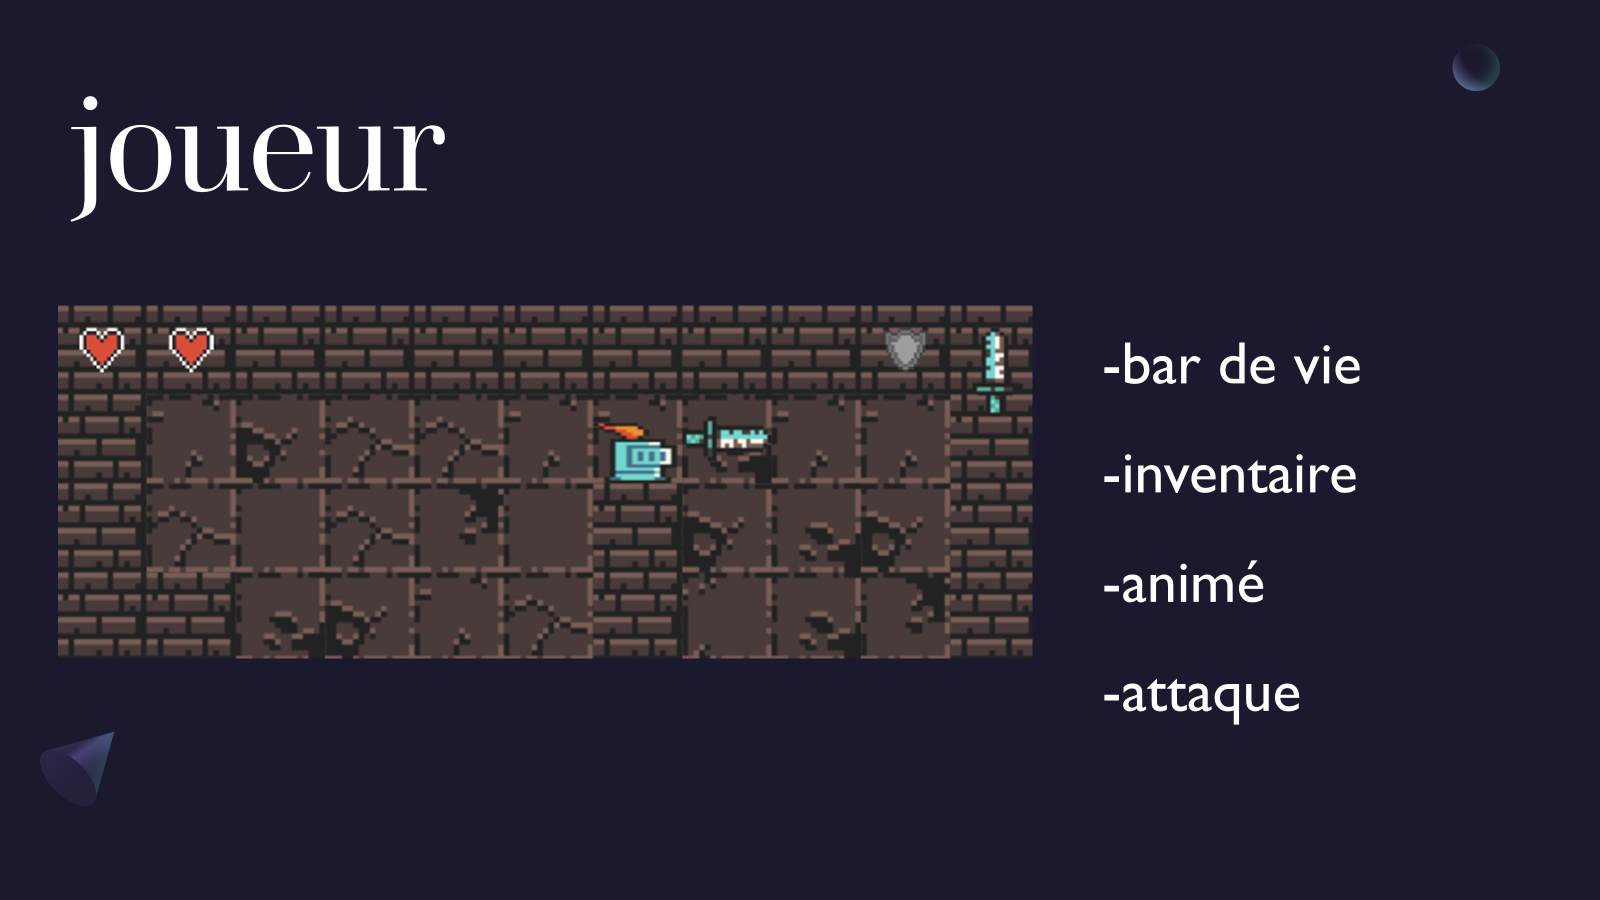 joueur
-bar de vie
-inventaire
-animé
-attaque